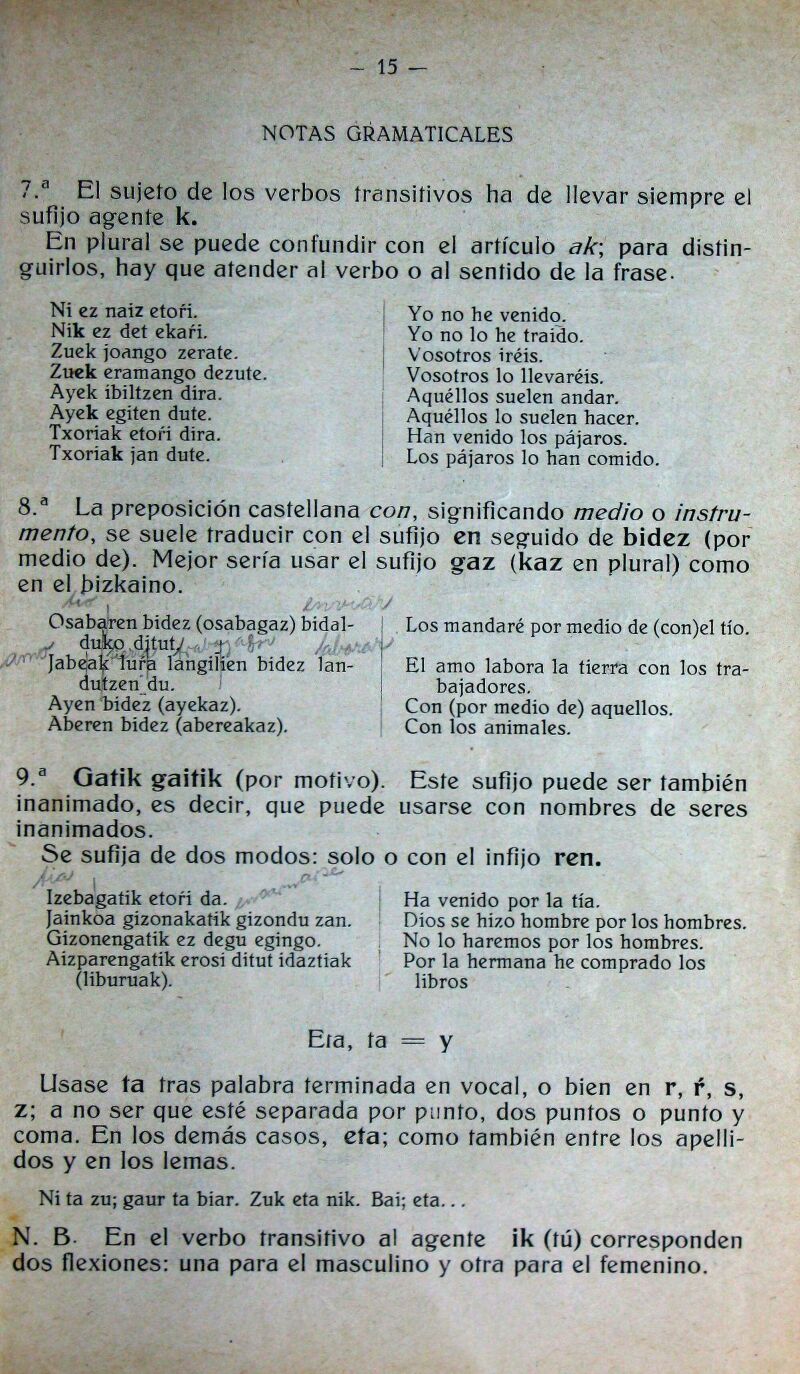 — 15 —
NOTAS GRAMATICALES
7.ª El sujeto de los verbos transitivos ha de llevar siempre el
sufijo agente k.
En plural se puede confundir con el artículo ak; para distin-
guirlos, hay que atender al verbo o al sentido de la frase.
Ni ez naiz etoŕi.
Nik ez det ekaŕi.
Zuek joango zerate.
Zuek eramango dezute.
Ayek ibiltzen dira.
Ayek egiten dute.
Txoriak etoŕi dira.
Txoriak jan dute.
Yo no he venido.
Yo no lo he traido.
Vosotros iréis.
Vosotros lo llevaréis.
Aquéllos suelen andar.
Aquéllos lo suelen hacer.
Han venido los pájaros.
Los pájaros lo han comido.
8.ª La preposición castellana con, significando medio o instru-
mento, se suele traducir con el sufijo en seguido de bidez (por
medio de). Mejor sería usar el sufijo gaz (kaz en plural) como
en el bizkaino.
tio enviar
Osabaren bidez (osabagaz) bidal-
duko ditut.
amo labrar
Jabeak luŕa langilien bidez lan-
dutzen du.
Ayen bidez (ayekaz).
Aberen bidez (abereakaz).
Los mandaré por medio de (con)el tío.
El amo labora la tierra con los tra-
bajadores.
Con (por medio de) aquellos.
Con los animales.
9.ª Gatik gaitik (por motivo). Este sufijo puede ser también
inanimado, es decir, que puede usarse con nombres de seres
inanimados.
Se sufija de dos modos: solo o con el infijo ren.
tia
Izebagatik etoŕi da.
Jainkoa gizonakatik gizondu zan.
Gizonengatik ez degu egingo.
Aizparengatik erosi ditut idaztiak
(liburuak).
Ha venido por la tía.
Dios se hizo hombre por los hombres.
No lo haremos por los hombres.
Por la hermana he comprado los
libros
Eta, ta = y
Usase ta tras palabra terminada en vocal, o bien en r, ŕ, s,
z; a no ser que esté separada por punto, dos puntos o punto y
coma. En los demás casos, eta; como también entre los apelli-
dos y en los lemas.
Ni ta zu; gaur ta biar. Zuk eta nik. Bai; eta...
N. B. En el verbo transitivo al agente ik (tú) corresponden
dos flexiones: una para el masculino y otra para el femenino.